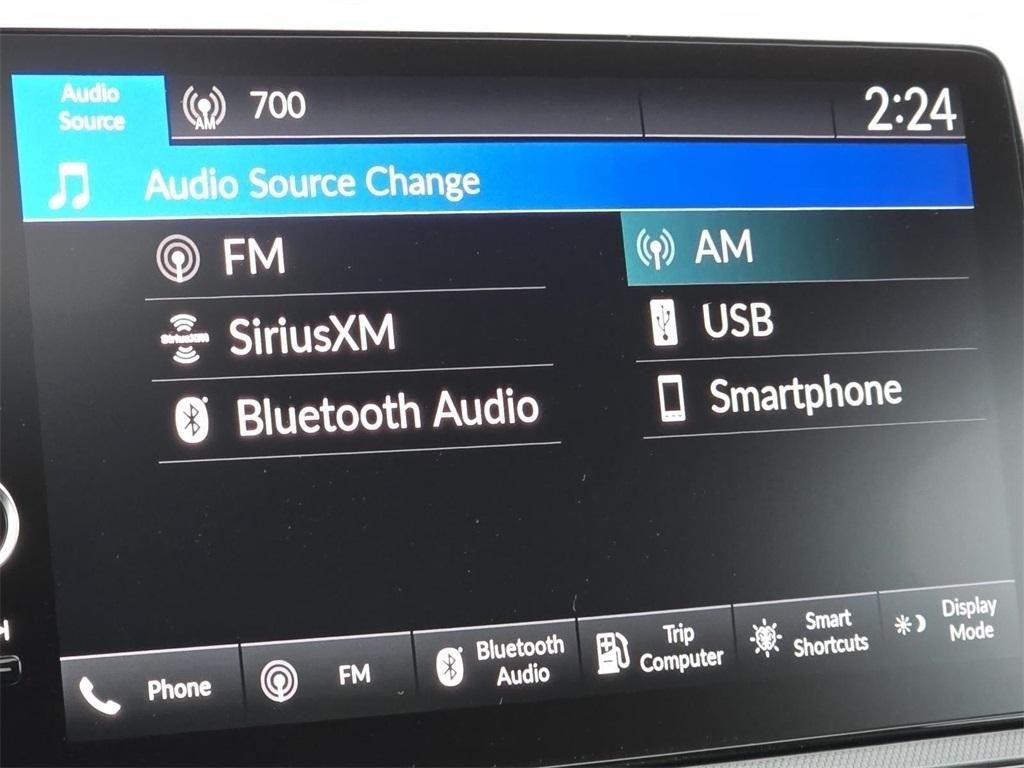 Audio
Source
AM
700
2:24
Audio Source Change
FM
AM
SiriusXM
SiriusXM
USB
Bluetooth Audio
Smartphone
Phone
FM
Bluetooth
Audio
Trip
Computer
Smart
Shortcuts
Display
Mode